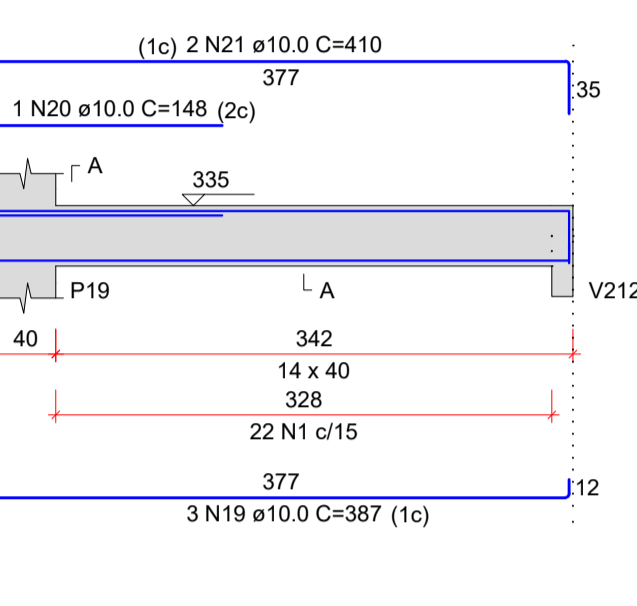 (1c) 2 N21 ø10.0 C=410
377
35
1 N20 ø10.0 C=148 (2c)
A
335
P19
A
V212
40
342
14 x 40
328
22 N1 c/15
377
12
3 N19 ø10.0 C=387 (1c)